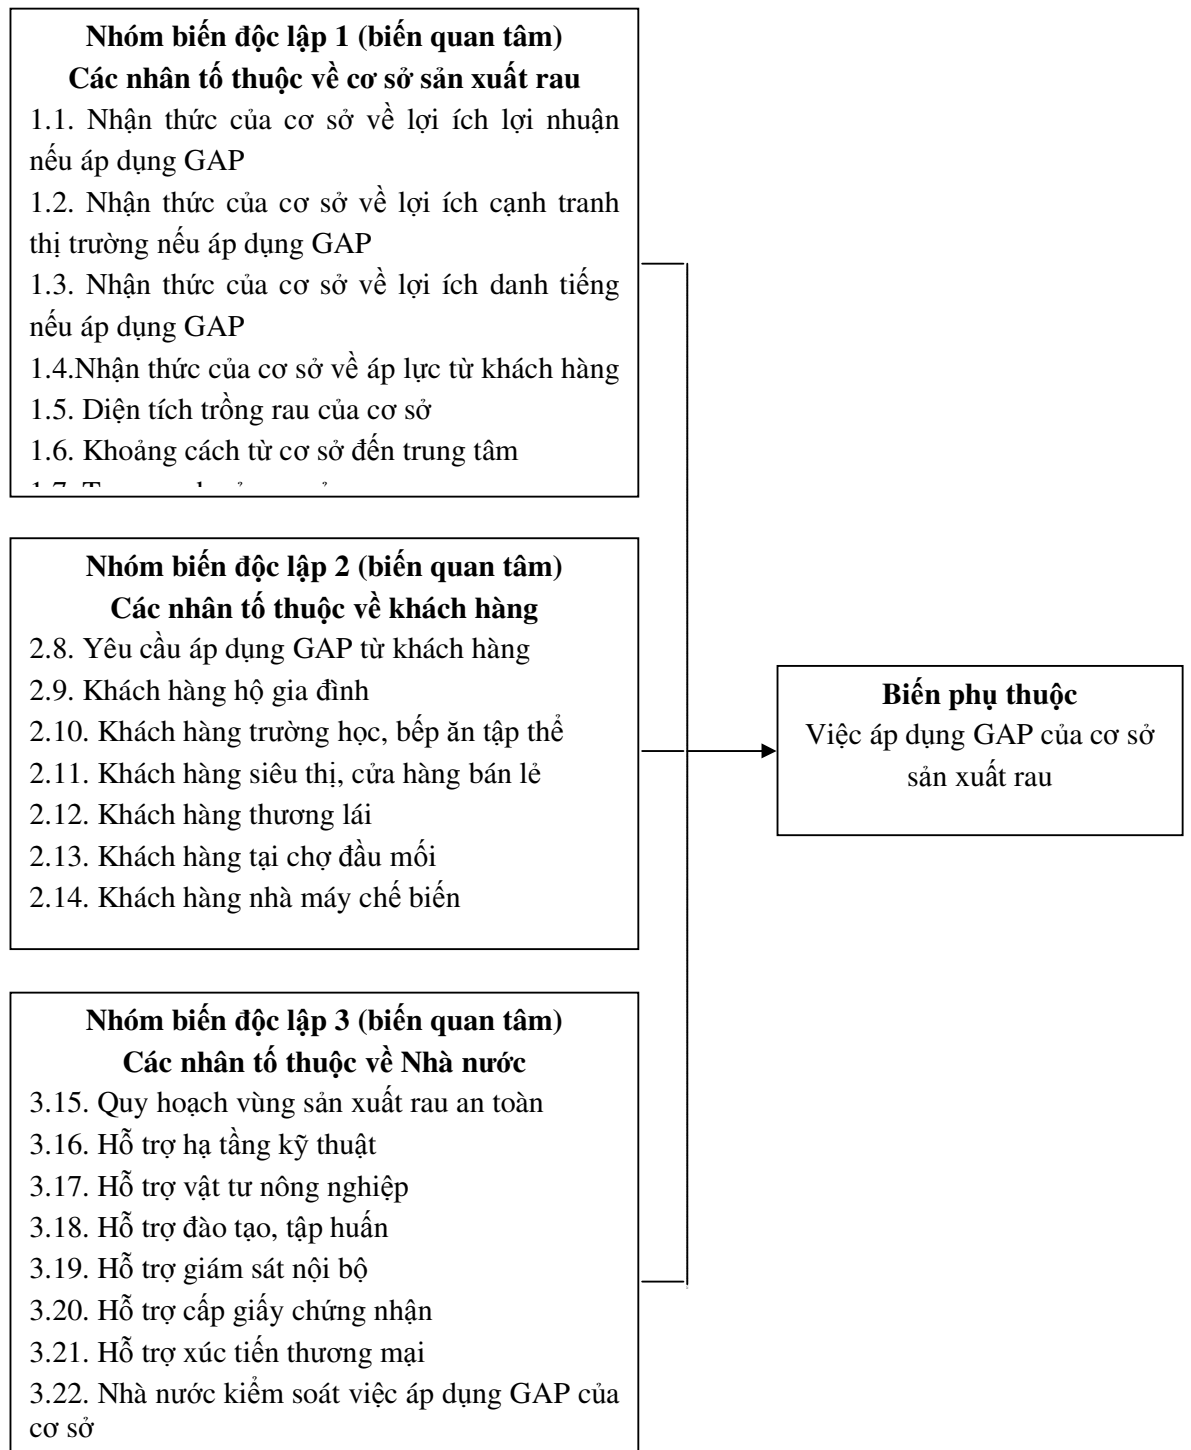 Nhóm biến độc lập 1 (biến quan tâm)
Các nhân tố thuộc về cơ sở sản xuất rau
1.1. Nhận thức của cơ sở về lợi ích lợi nhuận
nếu áp dụng GAP
1.2. Nhận thức của cơ sở về lợi ích cạnh tranh
thị trường nếu áp dụng GAP
1.3. Nhận thức của cơ sở về lợi ích danh tiếng
nếu áp dụng GAP
1.4.Nhận thức của cơ sở về áp lực từ khách hàng
1.5. Diện tích trồng rau của cơ sở
1.6. Khoảng cách từ cơ sở đến trung tâm
1.7.
Nhóm biến độc lập 2 (biến quan tâm)
Các nhân tố thuộc về khách hàng
2.8. Yêu cầu áp dụng GAP từ khách hàng
2.9. Khách hàng hộ gia đình
2.10. Khách hàng trường học, bếp ăn tập thể
2.11. Khách hàng siêu thị, cửa hàng bán lẻ
2.12. Khách hàng thương lái
2.13. Khách hàng tại chợ đầu mối
2.14. Khách hàng nhà máy chế biến
Biến phụ thuộc
Việc áp dụng GAP của cơ sở
sản xuất rau
Nhóm biến độc lập 3 (biến quan tâm)
Các nhân tố thuộc về Nhà nước
3.15. Quy hoạch vùng sản xuất rau an toàn
3.16. Hỗ trợ hạ tầng kỹ thuật
3.17. Hỗ trợ vật tư nông nghiệp
3.18. Hỗ trợ đào tạo, tập huấn
3.19. Hỗ trợ giám sát nội bộ
3.20. Hỗ trợ cấp giấy chứng nhận
3.21. Hỗ trợ xúc tiến thương mại
3.22. Nhà nước kiểm soát việc áp dụng GAP của
cơ sở